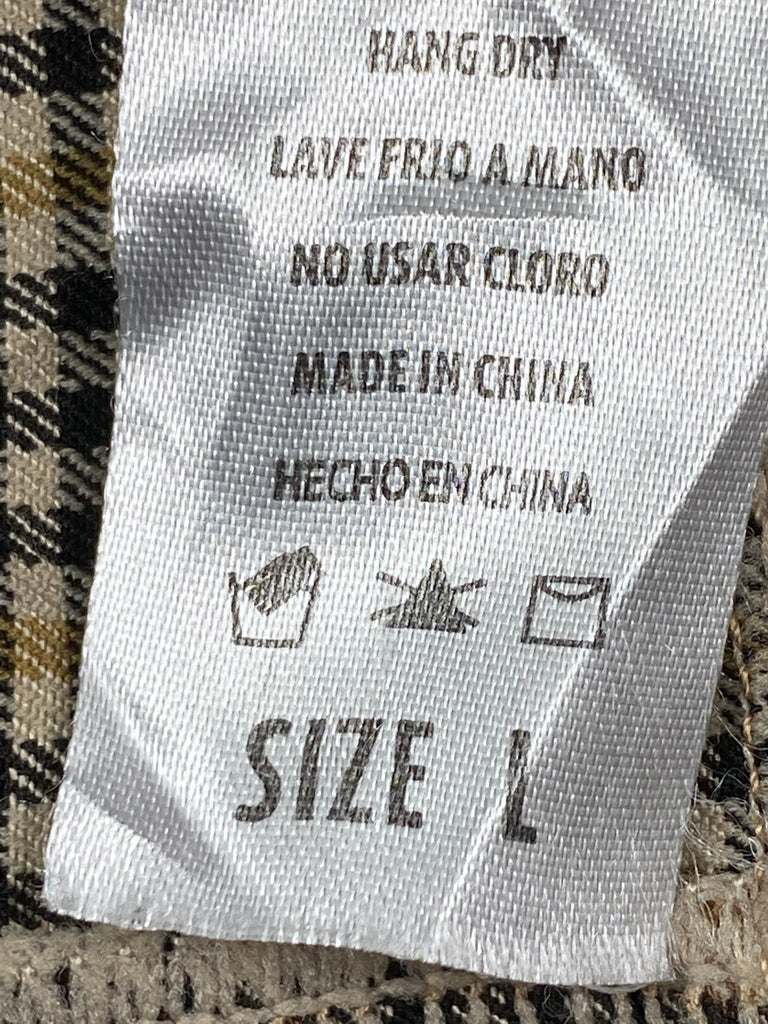 HANG DRY
LAVE FRIO A MANO
NO USAR CLORO
MADE IN CHINA
HECHO EN CHINA
SIZE L